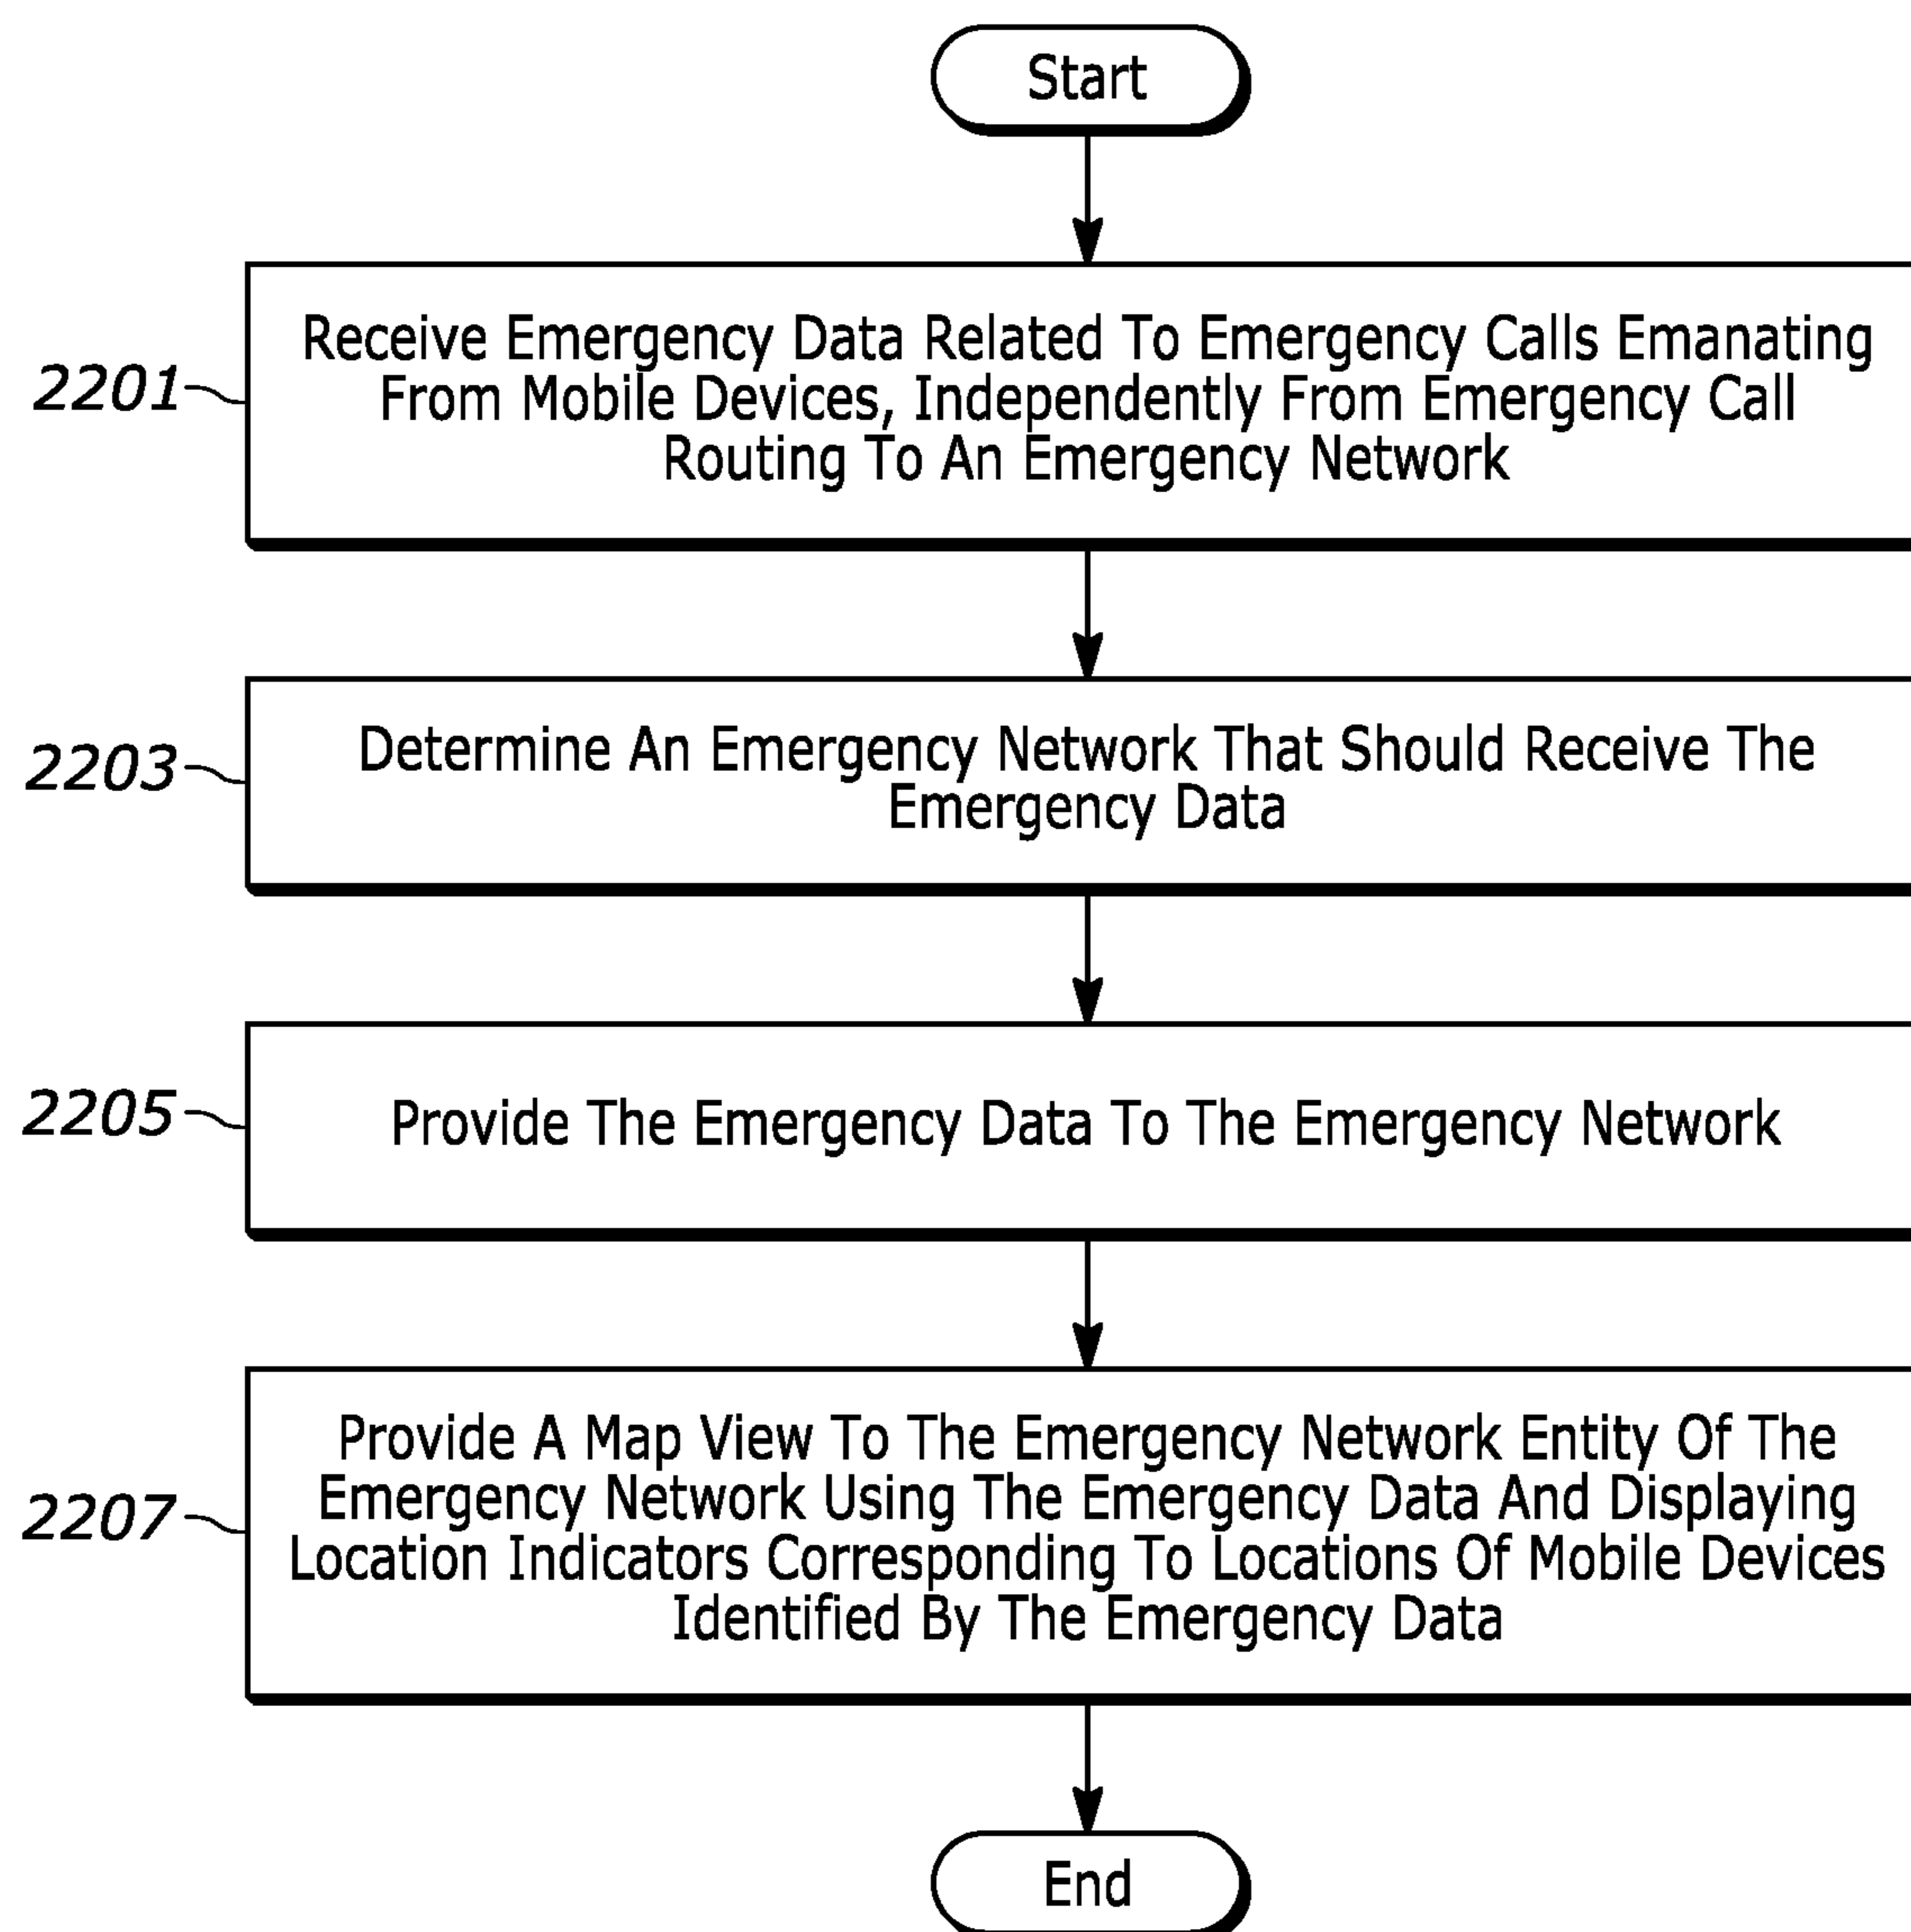 Start
2201
Receive Emergency Data Related To Emergency Calls Emanating
From Mobile Devices, Independently From Emergency Call
Routing To An Emergency Network
2203
Determine An Emergency Network That Should Receive The
Emergency Data
2205
Provide The Emergency Data To The Emergency Network
2207
Provide A Map View To The Emergency Network Entity Of The
Emergency Network Using The Emergency Data And Displaying
Location Indicators Corresponding To Locations Of Mobile Devices
Identified By The Emergency Data
End